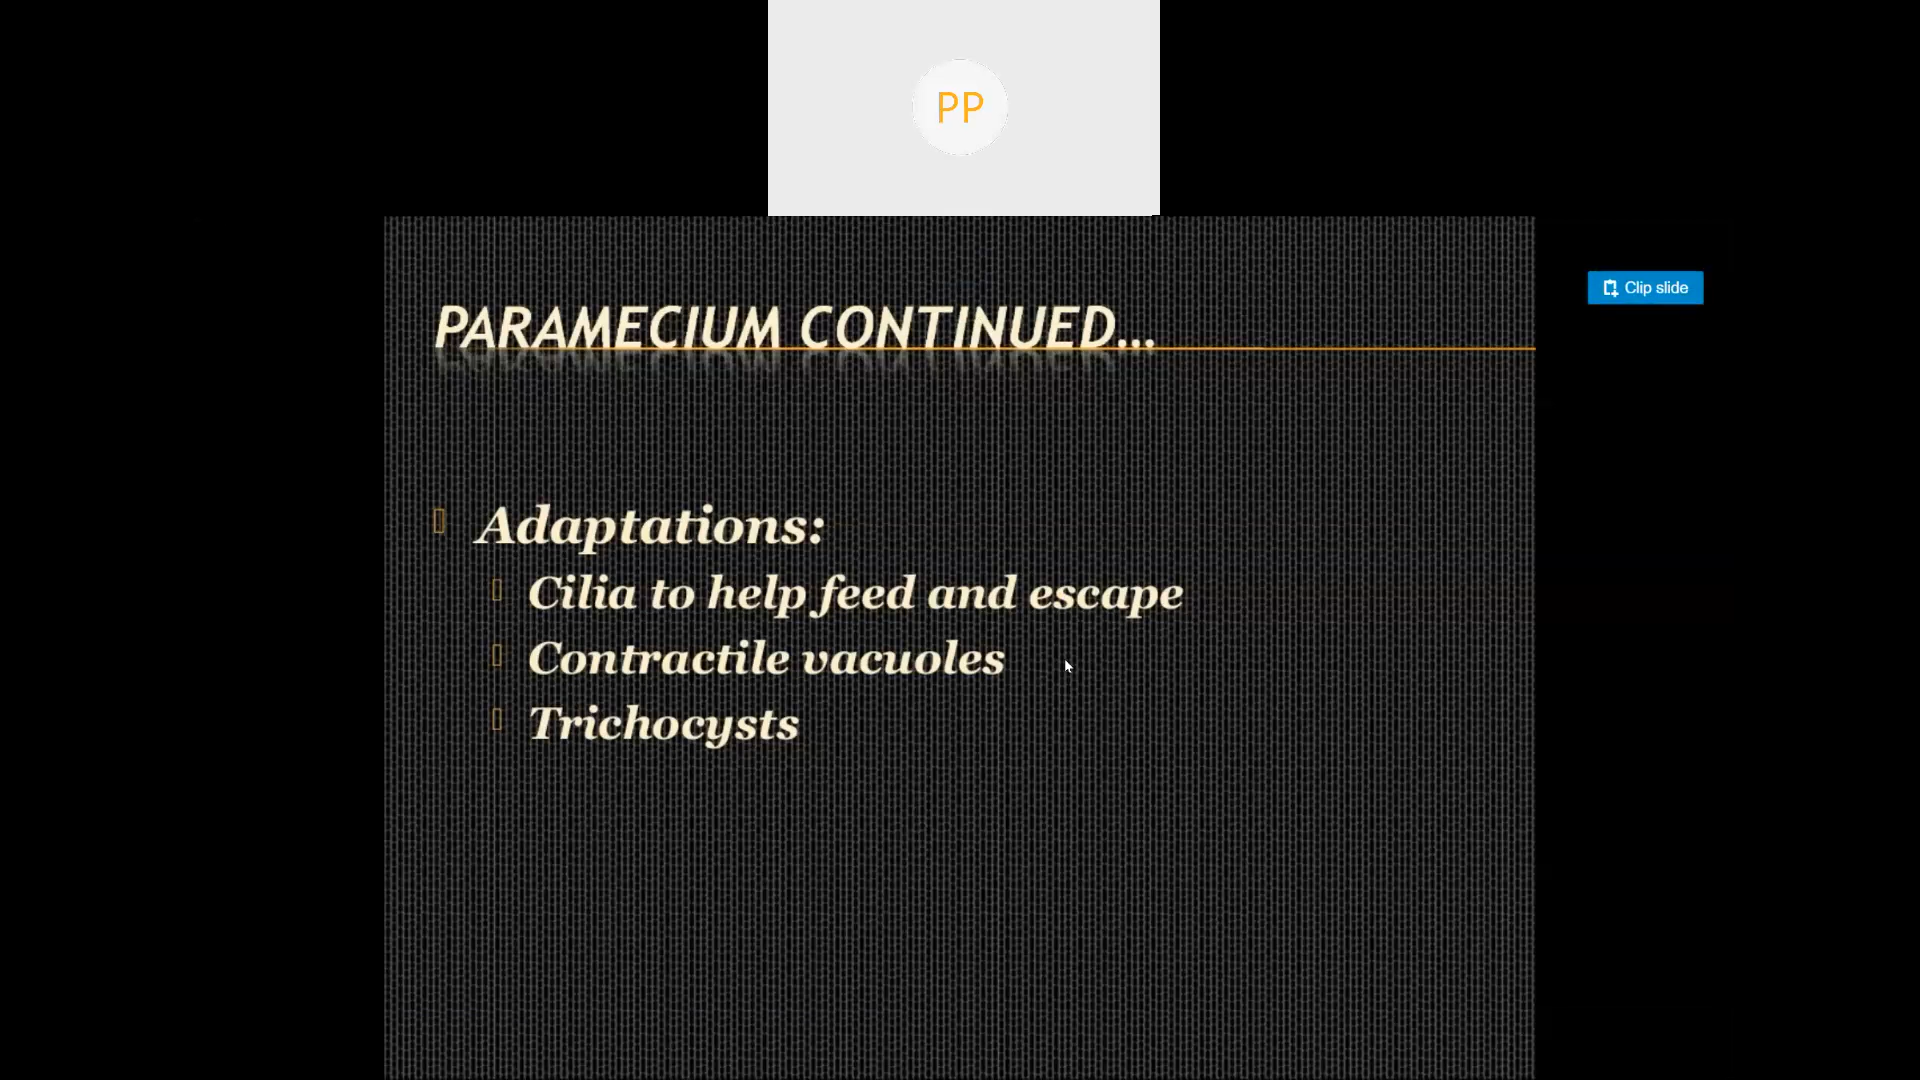 PP
Clip slide
PARAMECIUM CONTINUED...
Adaptations:
Cilia to help feed and escape
Contractile vacuoles
Trichocysts